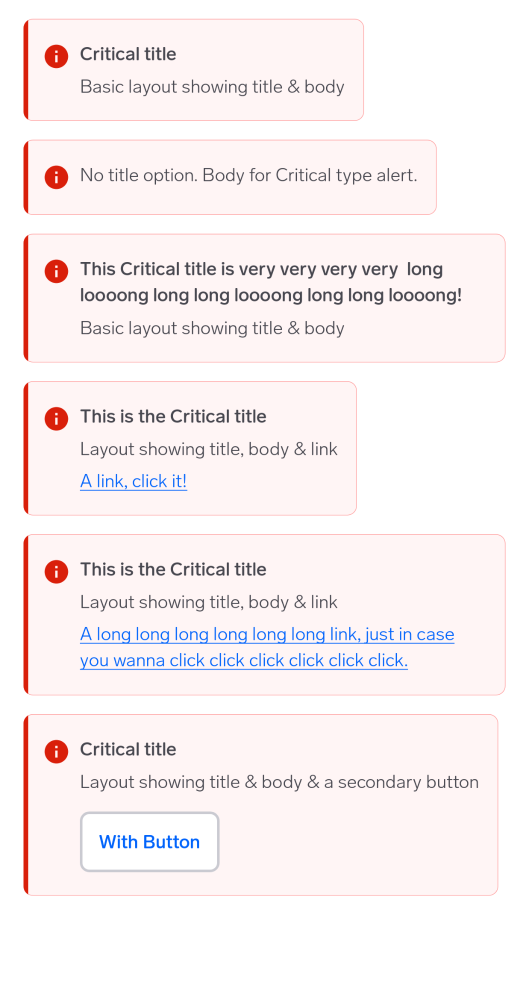 Critical title
Basic layout showing title & body
No title option. Body for Critical type alert.
This Critical title is very very very very  long
loooong long long loooong long long loooong!
Basic layout showing title & body
This is the Critical title
Layout showing title, body & link
A link, click it!
This is the Critical title
Layout showing title, body & link
A long long long long long long link, just in case
you wanna click click click click click click.
Critical title
Layout showing title & body & a secondary button
With Button